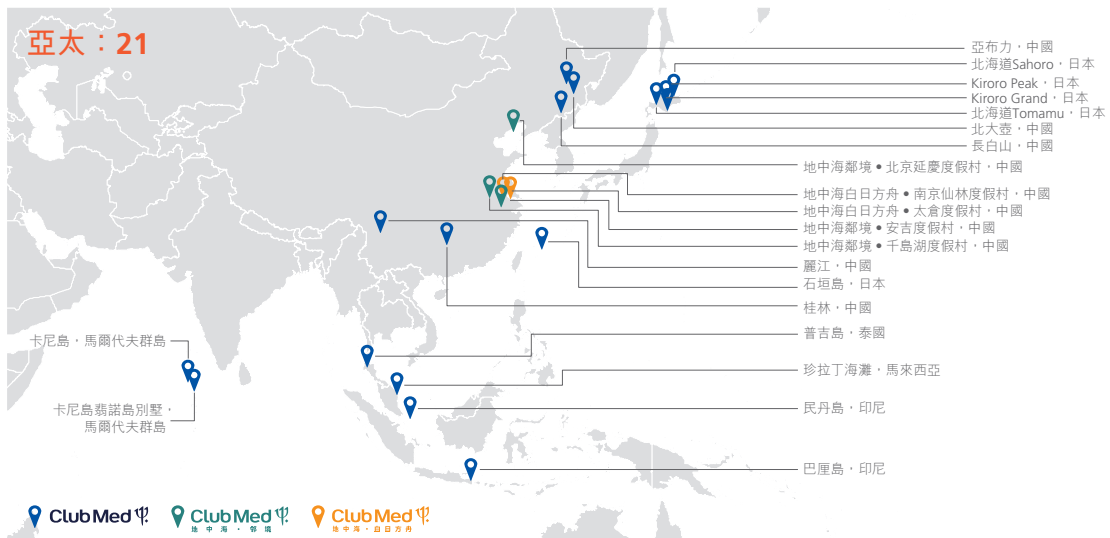 亞太：21
亞布力，中國
北海道Sahoro，日本
Kiroro Peak，日本
Kiroro Grand，日本
北海道Tomamu，日本
北大壺，中國
長白山，中國
地中海鄰境 • 北京延慶度假村，中國
地中海白日方舟 • 南京仙林度假村，中國
地中海白日方舟 • 太倉度假村，中國
地中海鄰境 • 安吉度假村，中國
地中海鄰境 • 千島湖度假村，中國
麗江，中國
石垣島，日本
桂林，中國
普吉島，泰國
珍拉丁海灘，馬來西亞
民丹島，印尼
巴厘島，印尼
卡尼島，馬爾代夫群島
卡尼島翡諾島別墅，
馬爾代夫群島
Club Med
Club Med
地中海·鄰境
Club Med
地中海·白日方舟